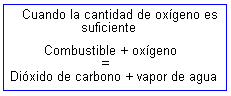 Cuando la cantidad de oxígeno es
suficiente
Combustible + oxígeno
=
Dióxido de carbono + vapor de agua